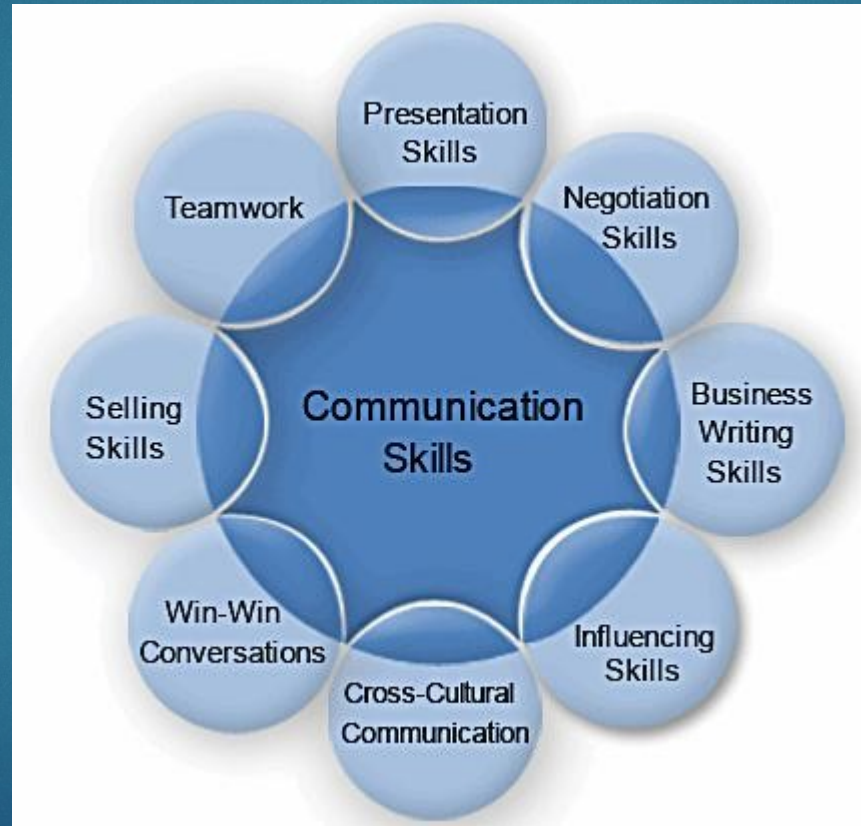 Presentation
Skills
Negotiation
Skills
Business
Writing
Skills
Influencing
Skills
Cross-Cultural
Communication
Win-Win
Conversations
Selling
Skills
Teamwork
Communication
Skills